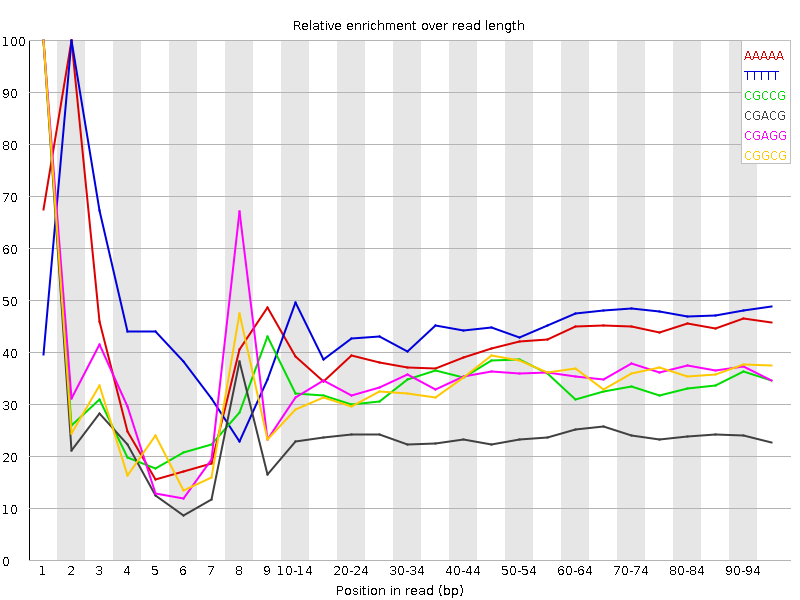 Relative enrichment over read length
100
90
80
70
60
50
40
30
20
10
0
AAAAA
TTTTT
CGCCG
CGACG
CGAGG
CGGCG
1 2 3 4 5 6 7 8 9 10-14 20-24 30-34 40-44 50-54 60-64 70-74 80-84 90-94
Position in read (bp)